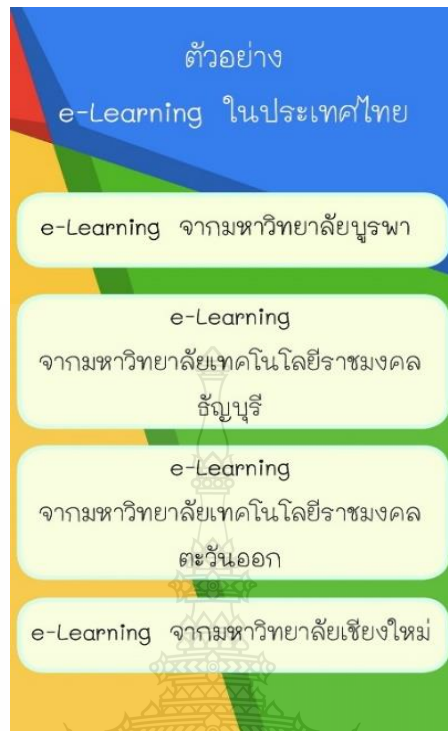 ตัวอย่าง
e-Learning ในประเทศไทย
e-Learning จากมหาวิทยาลัยบูรพา
e-Learning
จากมหาวิทยาลัยเทคโนโลยีราชมงคล
ธัญบุรี
e-Learning
จากมหาวิทยาลัยเทคโนโลยีราชมงคล
ตะวันออก
e-Learning จากมหาวิทยาลัยเชียงใหม่